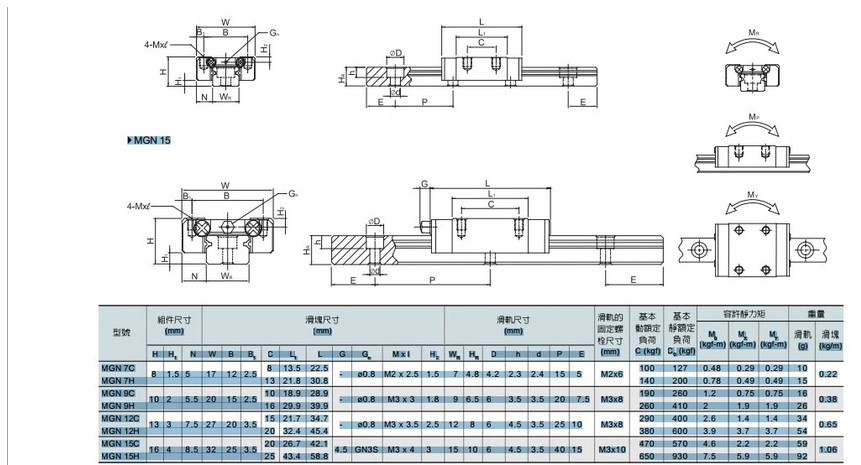 W
B₁ B Gₙ
4-Mxℓ
H₂
H
H₁
N Wᴿ
L
L₁
C
ØD
h
Hᴿ
Ød
E P E
Mᴿ
MGN 15
Mᴾ
W
B₁ B Gₙ
4-Mxℓ
H₂
H
H₁
N Wᴿ
G L
L₁
C
ØD
h
Hᴿ
Ød
E P E
Mʏ
型號 組件尺寸 (mm) 滑塊尺寸 (mm) 滑軌尺寸 (mm) 滑軌的固定螺栓尺寸 (mm) 基本動額定負荷 C (kgf) 基本靜額定負荷 C₀ (kgf) 容許靜力矩 重量
(kgf-m) (kgf-m) (kgf-m) 滑軌 (g) 滑塊 (kg/m)
H H₁ N W B B₁ C L₁ L G Gₙ M x l H₂ Wᴿ Hᴿ D h d P E
MGN 7C 8 13.5 22.5 100 127 0.48 0.29 0.29 10
8 1.5 5 17 12 2.5 - ø0.8 M2 x 2.5 1.5 7 4.8 4.2 2.3 2.4 15 5 M2x6 0.22
MGN 7H 13 21.8 30.8 140 200 0.78 0.49 0.49 15
MGN 9C 10 18.9 28.9 190 260 1.2 0.75 0.75 16
10 2 5.5 20 15 2.5 - ø0.8 M3 x 3 1.8 9 6.5 6 3.5 3.5 20 7.5 M3x8 0.38
MGN 9H 16 29.9 39.9 260 410 2 1.9 1.9 26
MGN 12C 15 21.7 34.7 290 400 2.6 1.4 1.4 34
13 3 7.5 27 20 3.5 - ø0.8 M3 x 3.5 2.5 12 8 6 4.5 3.5 25 10 M3x8 0.65
MGN 12H 20 32.4 45.4 380 600 3.9 3.7 3.7 54
MGN 15C 20 26.7 42.1 470 570 4.6 2.2 2.2 59
16 4 8.5 32 25 3.5 4.5 GN3S M3 x 4 3 15 10 6 4.5 3.5 40 15 M3x10 1.06
MGN 15H 25 43.4 58.8 650 930 7.5 5.9 5.9 92